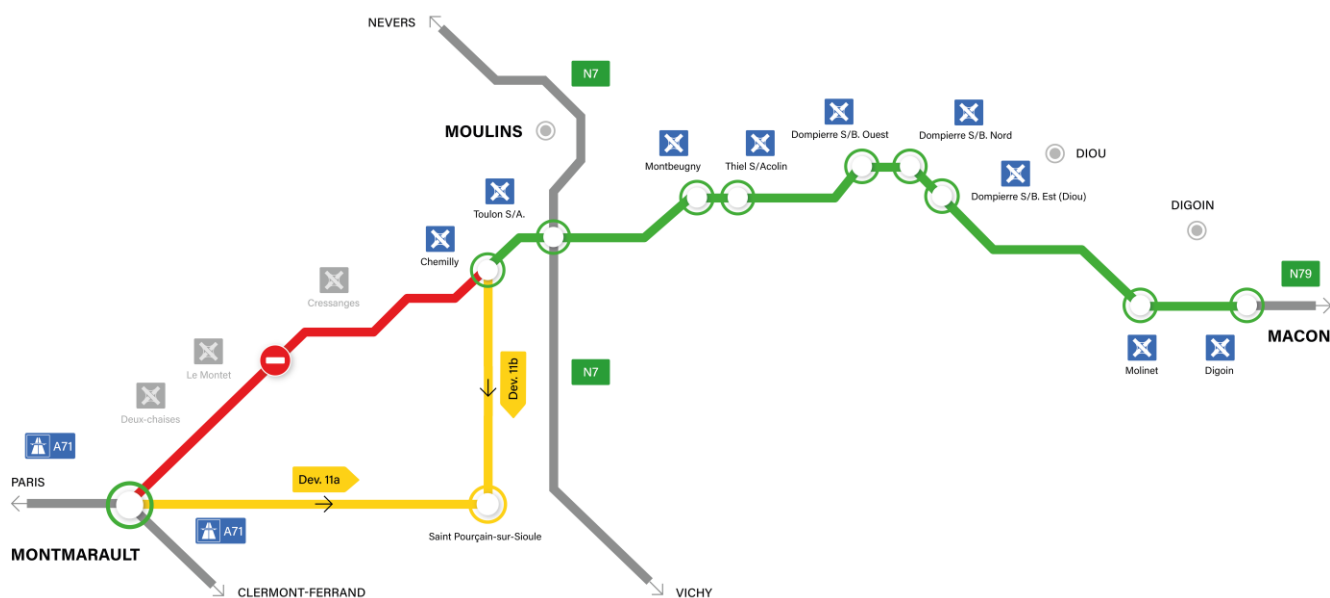 NEVERS
N7
MOULINS
Dompierre S/B. Ouest
Dompierre S/B. Nord
Montbeugny
Thiel S/Acolin
DIOU
Dompierre S/B. Est (Diou)
Toulon S/A.
DIGOIN
Chemilly
N79
Cressanges
MACON
Le Montet
Molinet
Digoin
N7
Dev. 11b
Deux-chaises
A71
PARIS
Dev. 11a
A71
Saint Pourçain-sur-Sioule
MONTMARAULT
CLERMONT-FERRAND
VICHY